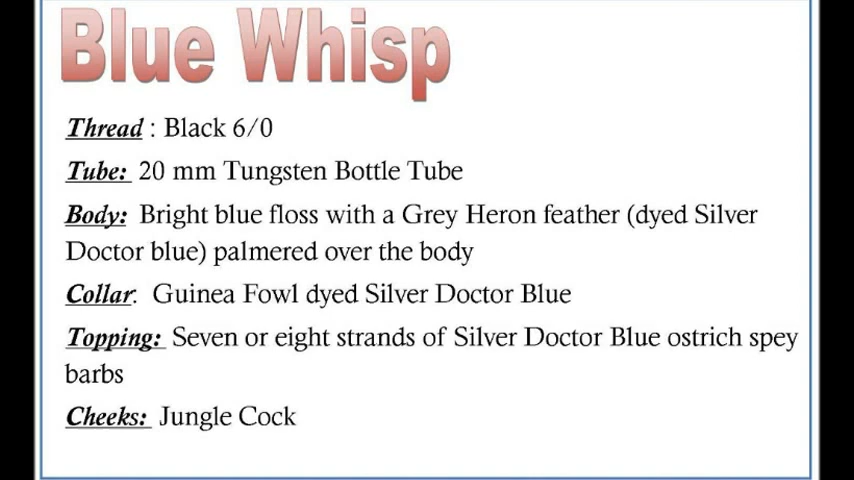 Blue Whisp
Thread : Black 6/0
Tube: 20 mm Tungsten Bottle Tube
Body: Bright blue floss with a Grey Heron feather (dyed Silver
Doctor blue) palmered over the body
Collar: Guinea Fowl dyed Silver Doctor Blue
Topping: Seven or eight strands of Silver Doctor Blue ostrich spey
barbs
Cheeks: Jungle Cock